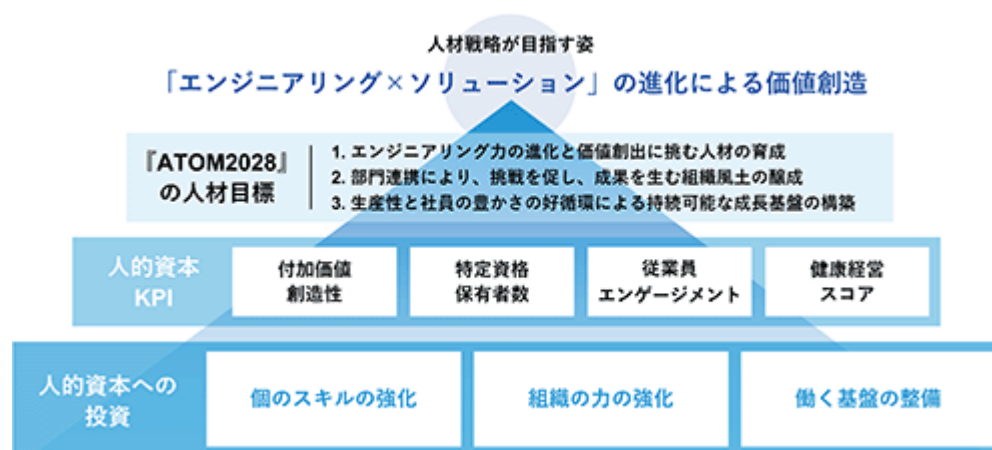 人材戦略が目指す姿
「エンジニアリング×ソリューション」の進化による価値創造
『ATOM2028』
の人材目標
1. エンジニアリング力の進化と価値創出に挑む人材の育成
2. 部門連携により、挑戦を促し、成果を生む組織風土の醸成
3. 生産性と社員の豊かさの好循環による持続可能な成長基盤の構築
人的資本
KPI
付加価値
創造性
特定資格
保有者数
従業員
エンゲージメント
健康経営
スコア
人的資本への
投資
個のスキルの強化
組織の力の強化
働く基盤の整備